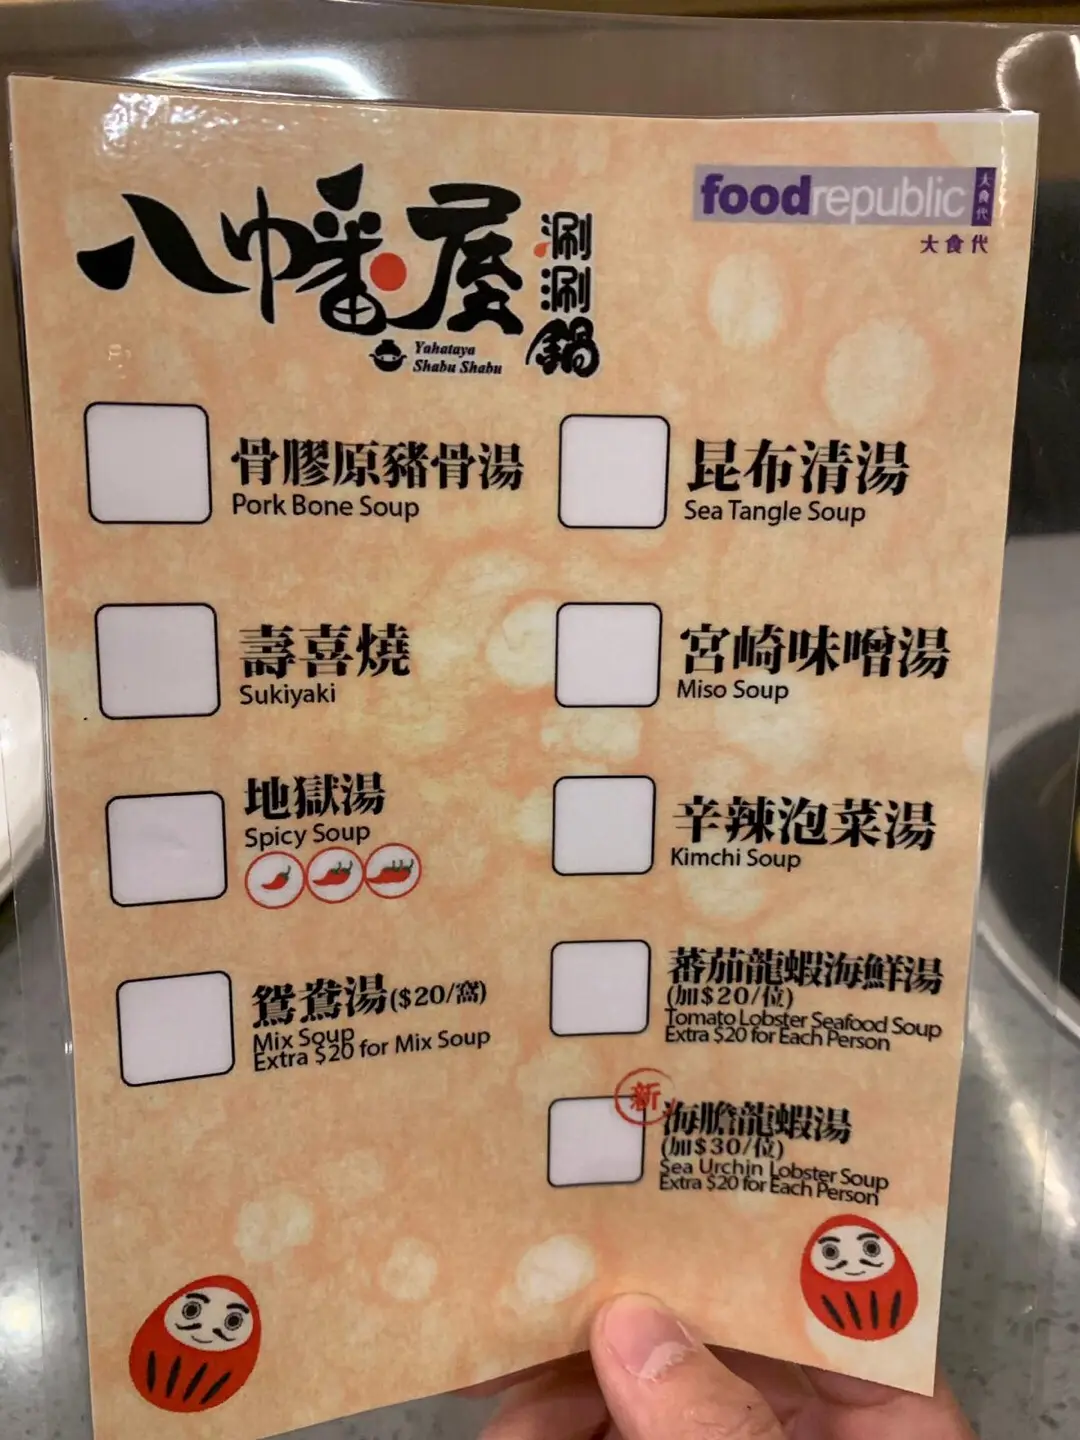 八幡屋
涮涮鍋
Yahataya
Shabu Shabu
foodrepublic
大食代
大食代
骨膠原豬骨湯
Pork Bone Soup
昆布清湯
Sea Tangle Soup
壽喜燒
Sukiyaki
宮崎味噌湯
Miso Soup
地獄湯
Spicy Soup
辛辣泡菜湯
Kimchi Soup
鴛鴦湯($20/窩)
Mix Soup
Extra $20 for Mix Soup
蕃茄龍蝦海鮮湯
(加$20/位)
Tomato Lobster Seafood Soup
Extra $20 for Each Person
新
海膽龍蝦湯
(加$30/位)
Sea Urchin Lobster Soup
Extra $20 for Each Person